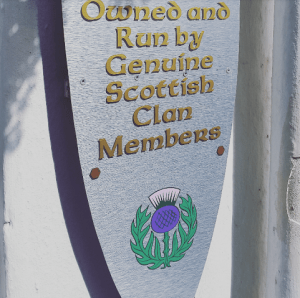 Owned and
Run by
Genuine
Scottish
Clan
Members